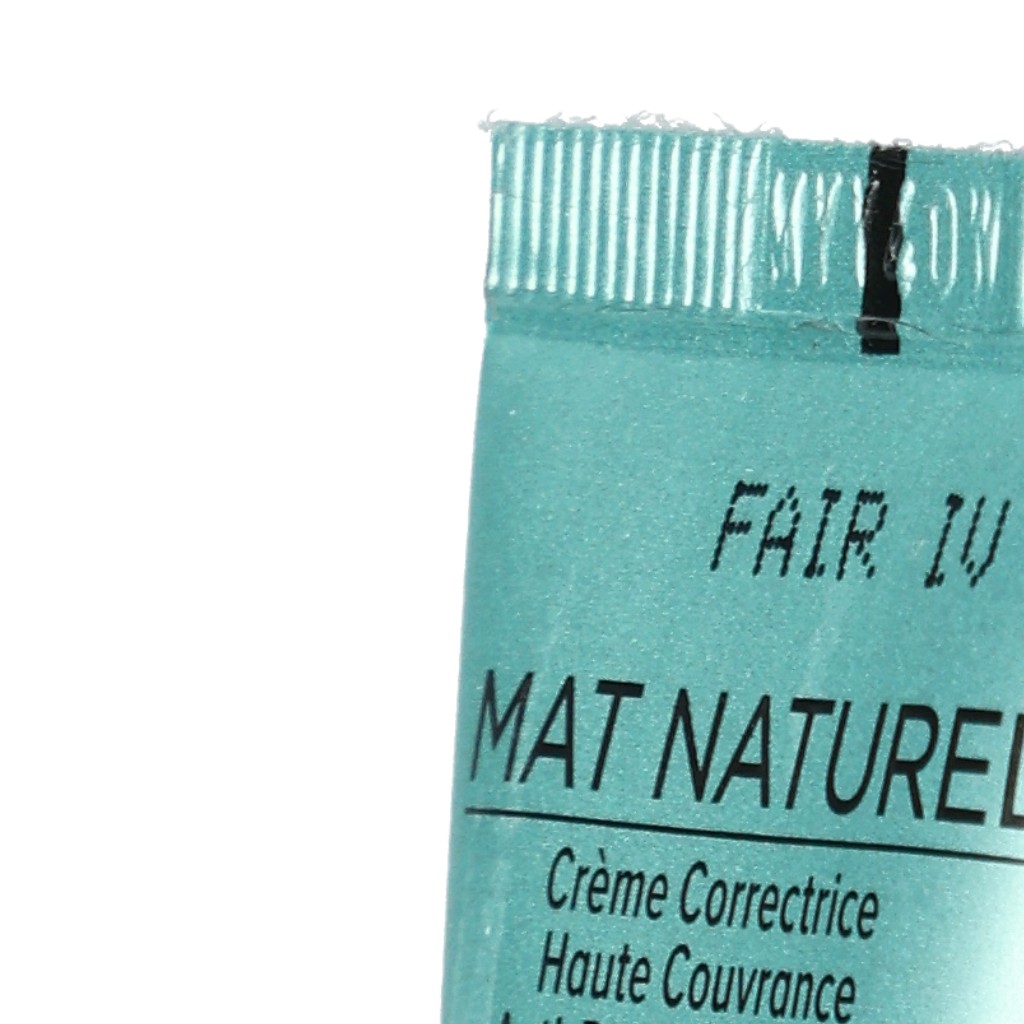 FAIR IV
MAT NATUREL
Crème Correctrice
Haute Couvrance